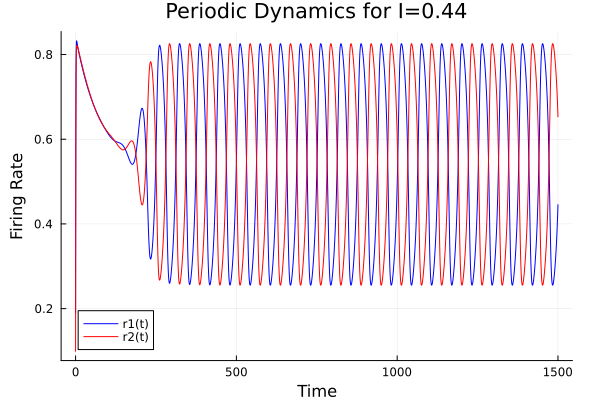 Periodic Dynamics for I=0.44
Firing Rate
0.8
0.6
0.4
0.2
r1(t)
r2(t)
0
500
1000
1500
Time